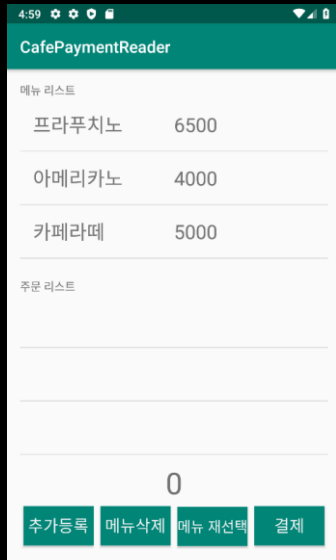 4:59
CafePaymentReader
메뉴 리스트
프라푸치노 6500
아메리카노 4000
카페라떼 5000
주문 리스트
0
추가등록 메뉴삭제 메뉴 재선택 결제